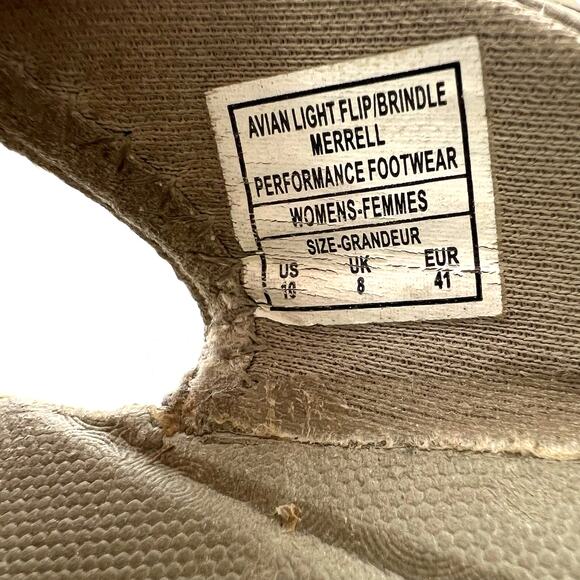 AVIAN LIGHT FLIP/BRINDLE
MERRELL
PERFORMANCE FOOTWEAR
WOMENS-FEMMES
SIZE-GRANDEUR
US UK EUR
10 8 41